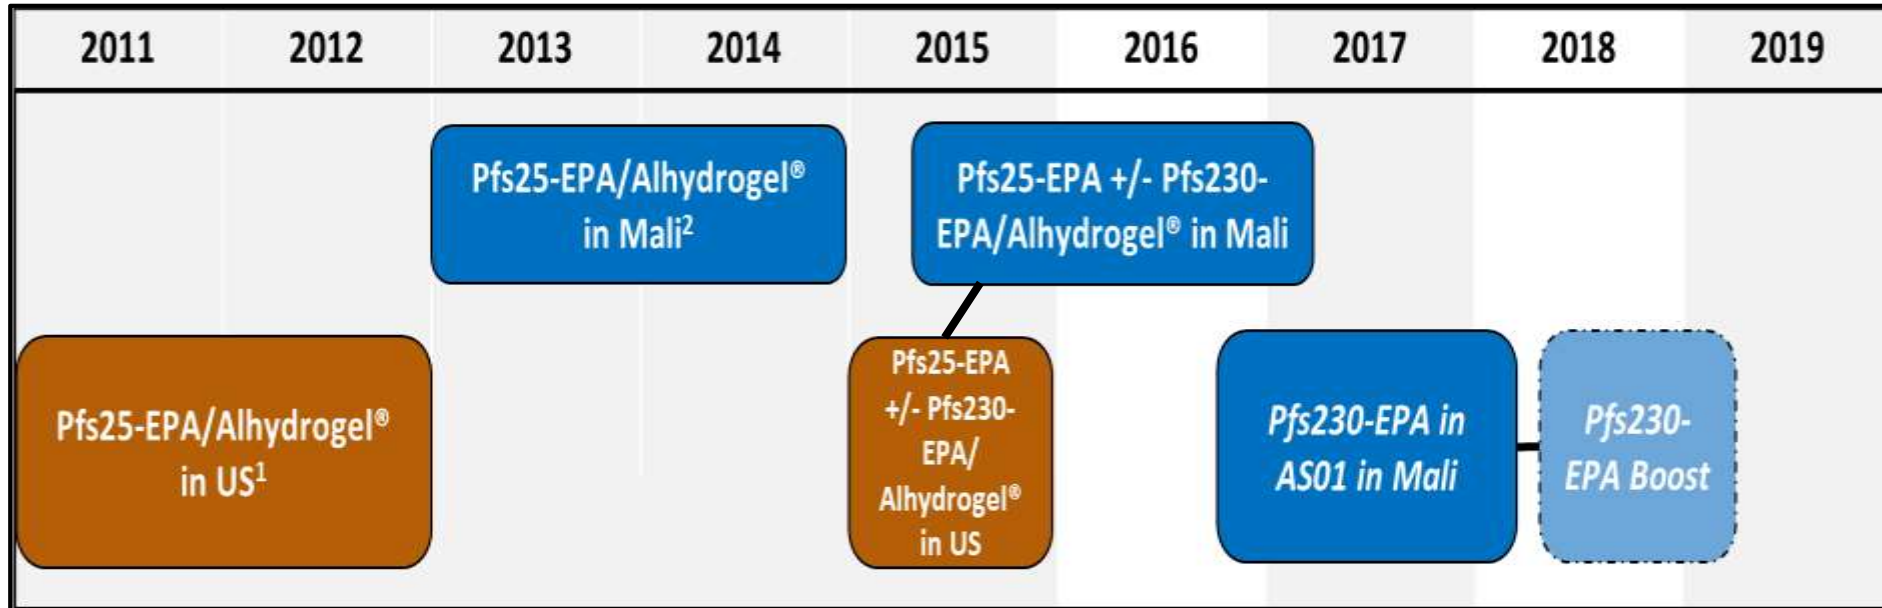 2011 2012 2013 2014 2015 2016 2017 2018 2019
Pfs25-EPA/Alhydrogel®
in Mali²
Pfs25-EPA +/- Pfs230-
EPA/Alhydrogel® in Mali
Pfs25-EPA/Alhydrogel®
in US¹
Pfs25-EPA
+/- Pfs230-
EPA/
Alhydrogel®
in US
Pfs230-EPA in
AS01 in Mali
Pfs230-
EPA Boost